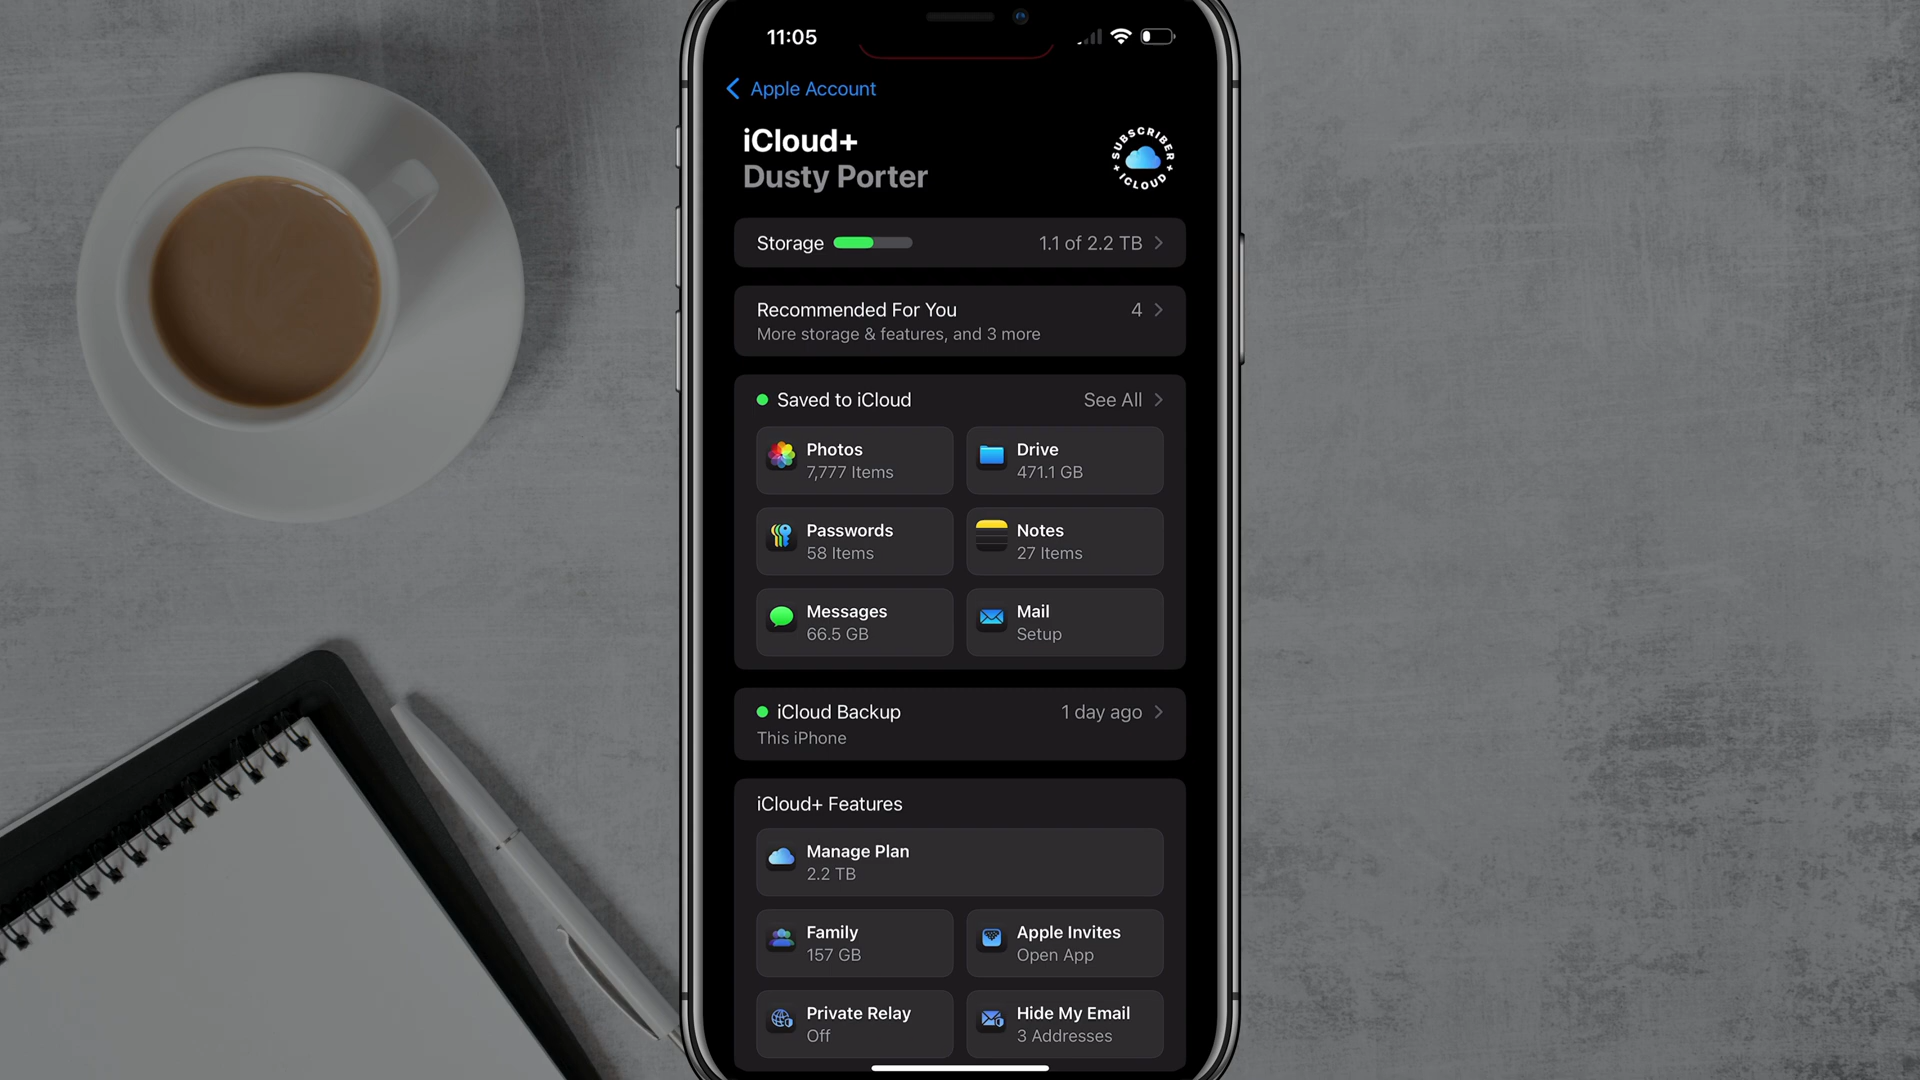 11:05
Apple Account
iCloud+
Dusty Porter
SUBSCRIBER
+ ICLOUD +
Storage 1.1 of 2.2 TB
Recommended For You 4
More storage & features, and 3 more
Saved to iCloud See All
Photos
7,777 Items
Drive
471.1 GB
Passwords
58 Items
Notes
27 Items
Messages
66.5 GB
Mail
Setup
iCloud Backup 1 day ago
This iPhone
iCloud+ Features
Manage Plan
2.2 TB
Family
157 GB
Apple Invites
Open App
Private Relay
Off
Hide My Email
3 Addresses